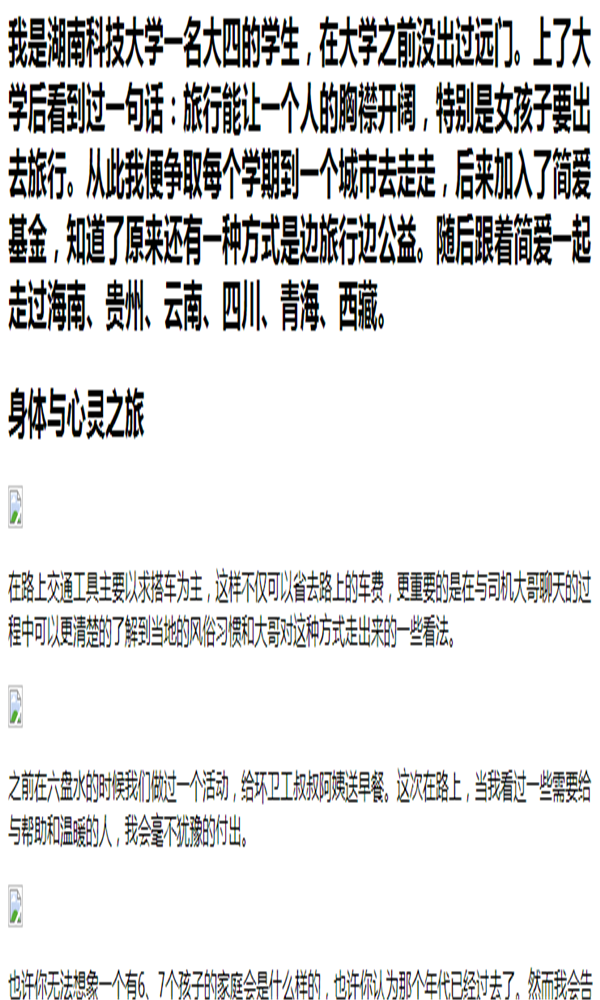 我是湖南科技大学一名大四的学生，在大学之前没出过远门。上了大
学后看到过一句话：旅行能让一个人的胸襟开阔，特别是女孩子要出
去旅行。从此我便争取每个学期到一个城市去走走，后来加入了简爱
基金，知道了原来还有一种方式是边旅行边公益。随后跟着简爱一起
走过海南、贵州、云南、四川、青海、西藏。
身体与心灵之旅
在路上交通工具主要以求搭车为主，这样不仅可以省去路上的车费，更重要的是在与司机大哥聊天的过
程中可以更清楚的了解到当地的风俗习惯和大哥对这种方式走出来的一些看法。
之前在六盘水的时候我们做过一个活动，给环卫工叔叔阿姨送早餐。这次在路上，当我看过一些需要给
与帮助和温暖的人，我会毫不犹豫的付出。
也许你无法想象一个有6、7个孩子的家庭会是什么样的，也许你认为那个年代已经过去了，然而我会告